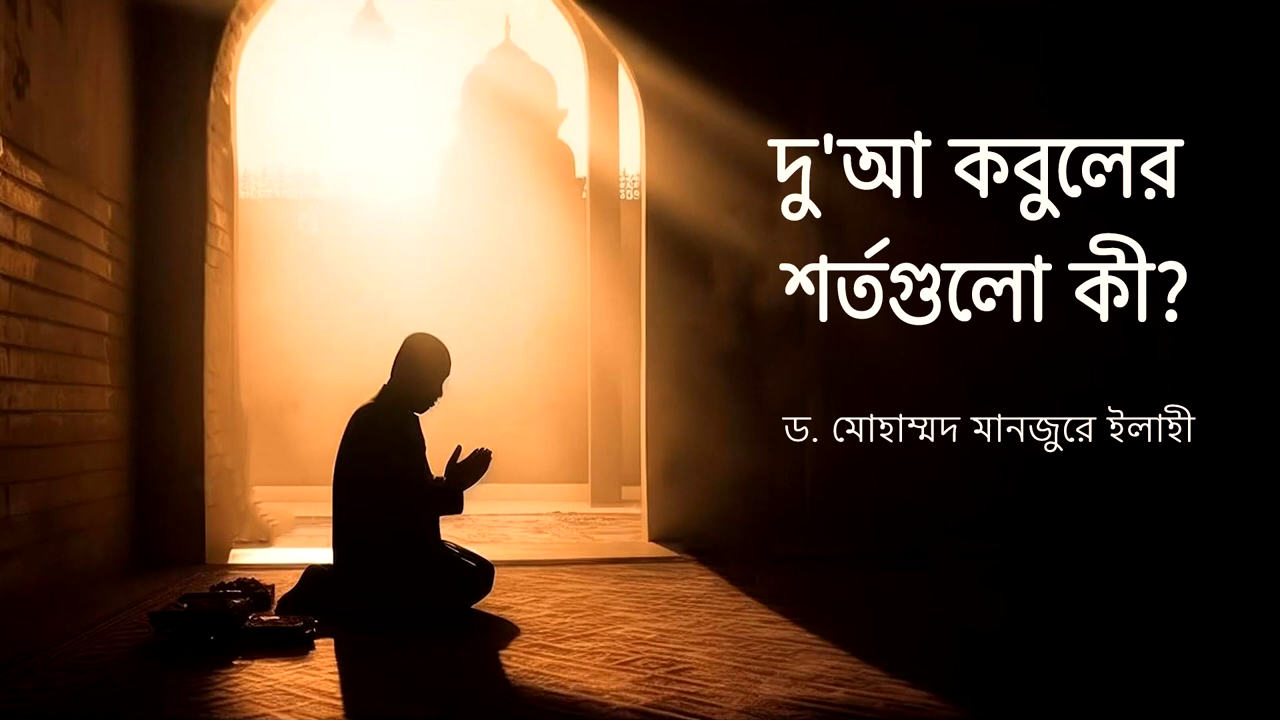 দু'আ কবুলের
শর্তগুলো কী?
ড. মোহাম্মদ মানজুরে ইলাহী